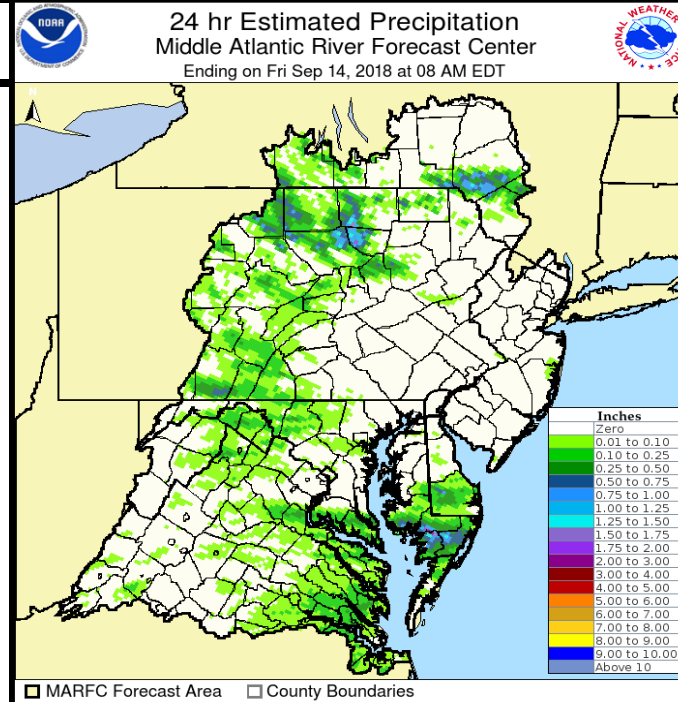 24 hr Estimated Precipitation
Middle Atlantic River Forecast Center
Ending on Fri Sep 14, 2018 at 08 AM EDT
NOAA
NATIONAL WEATHER
N
Inches
Zero
0.01 to 0.10
0.10 to 0.25
0.25 to 0.50
0.50 to 0.75
0.75 to 1.00
1.00 to 1.25
1.25 to 1.50
1.50 to 1.75
1.75 to 2.00
2.00 to 3.00
3.00 to 4.00
4.00 to 5.00
5.00 to 6.00
6.00 to 7.00
7.00 to 8.00
8.00 to 9.00
9.00 to 10.00
Above 10
MARFC Forecast Area
County Boundaries